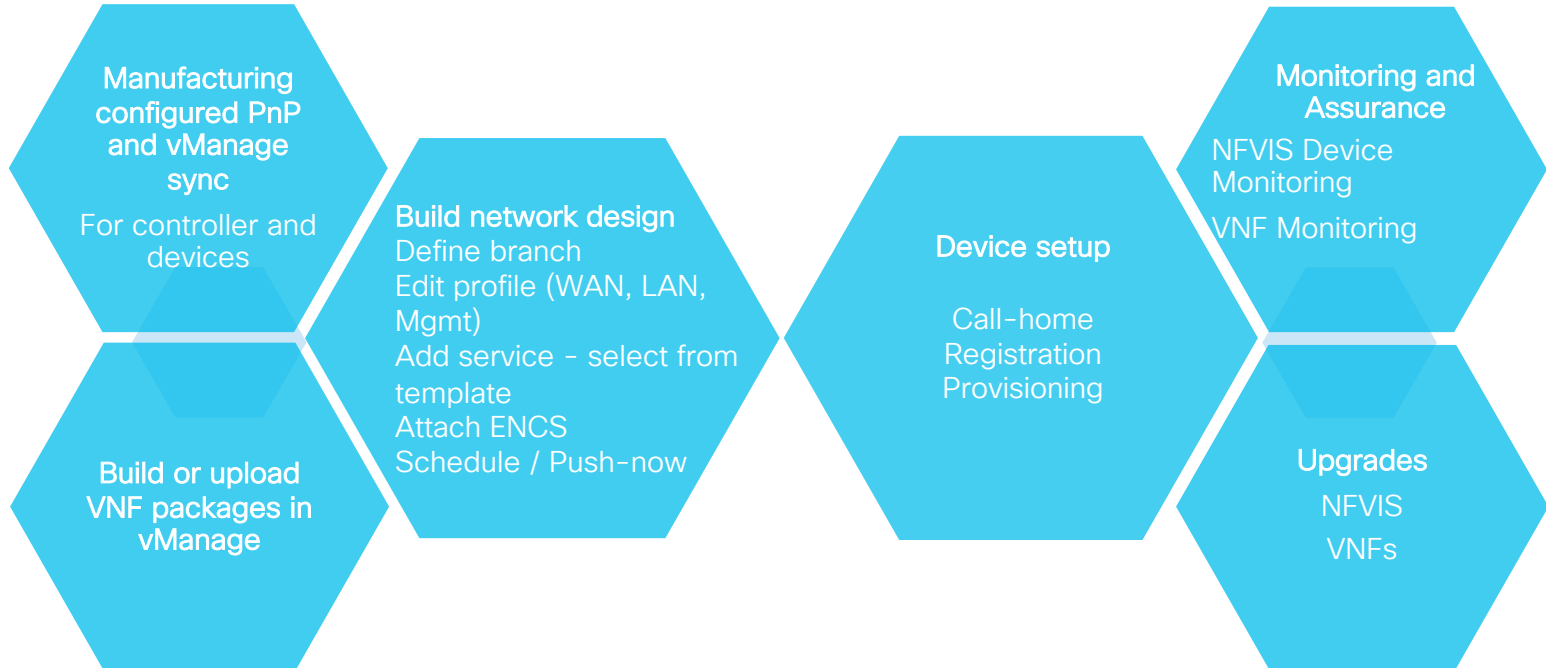 Manufacturing
configured PnP
and vManage
sync
For controller and
devices
Build or upload
VNF packages in
vManage
Build network design
Define branch
Edit profile (WAN, LAN,
Mgmt)
Add service - select from
template
Attach ENCS
Schedule / Push-now
Device setup
Call-home
Registration
Provisioning
Monitoring and
Assurance
NFVIS Device
Monitoring
VNF Monitoring
Upgrades
NFVIS
VNFs